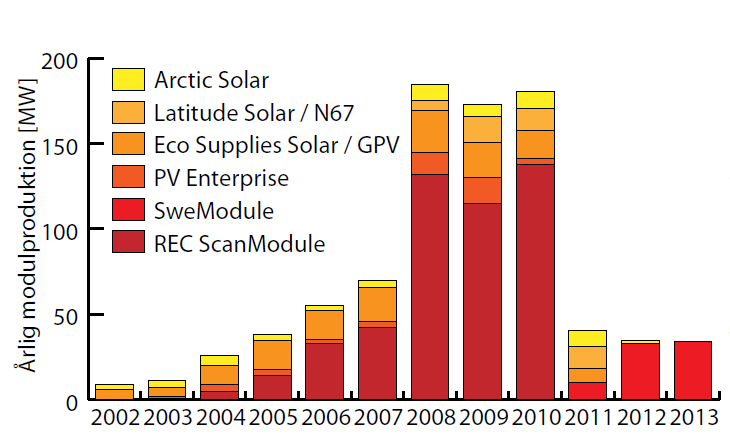 Årlig modulproduktion [MW]
200
150
100
50
0
Arctic Solar
Latitude Solar / N67
Eco Supplies Solar / GPV
PV Enterprise
SweModule
REC ScanModule
2002 2003 2004 2005 2006 2007 2008 2009 2010 2011 2012 2013